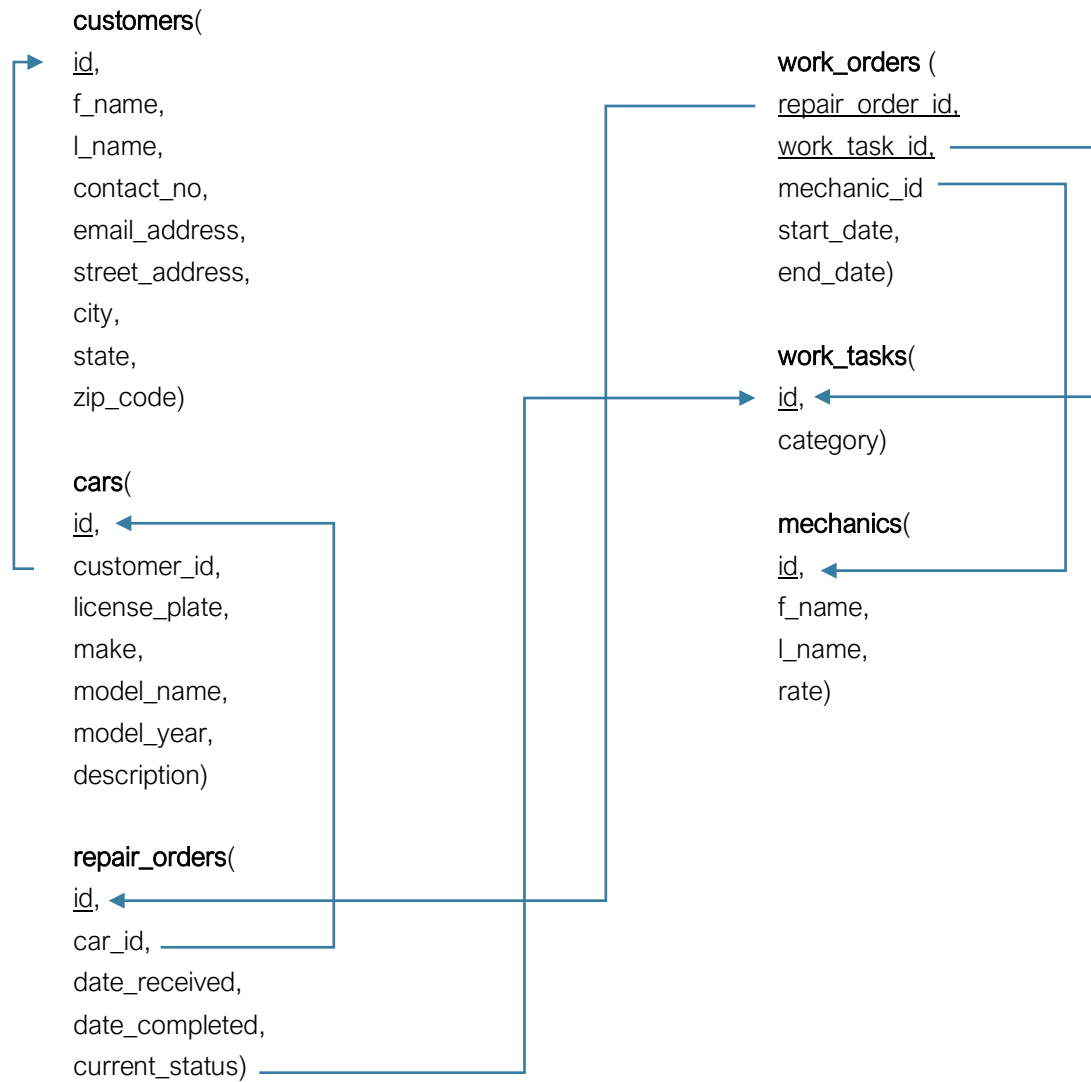 customers(
id,
f_name,
l_name,
contact_no,
email_address,
street_address,
city,
state,
zip_code)
cars(
id,
customer_id,
license_plate,
make,
model_name,
model_year,
description)
repair_orders(
id,
car_id,
date_received,
date_completed,
current_status)
work_orders (
repair_order_id,
work_task_id,
mechanic_id
start_date,
end_date)
work_tasks(
id,
category)
mechanics(
id,
f_name,
l_name,
rate)